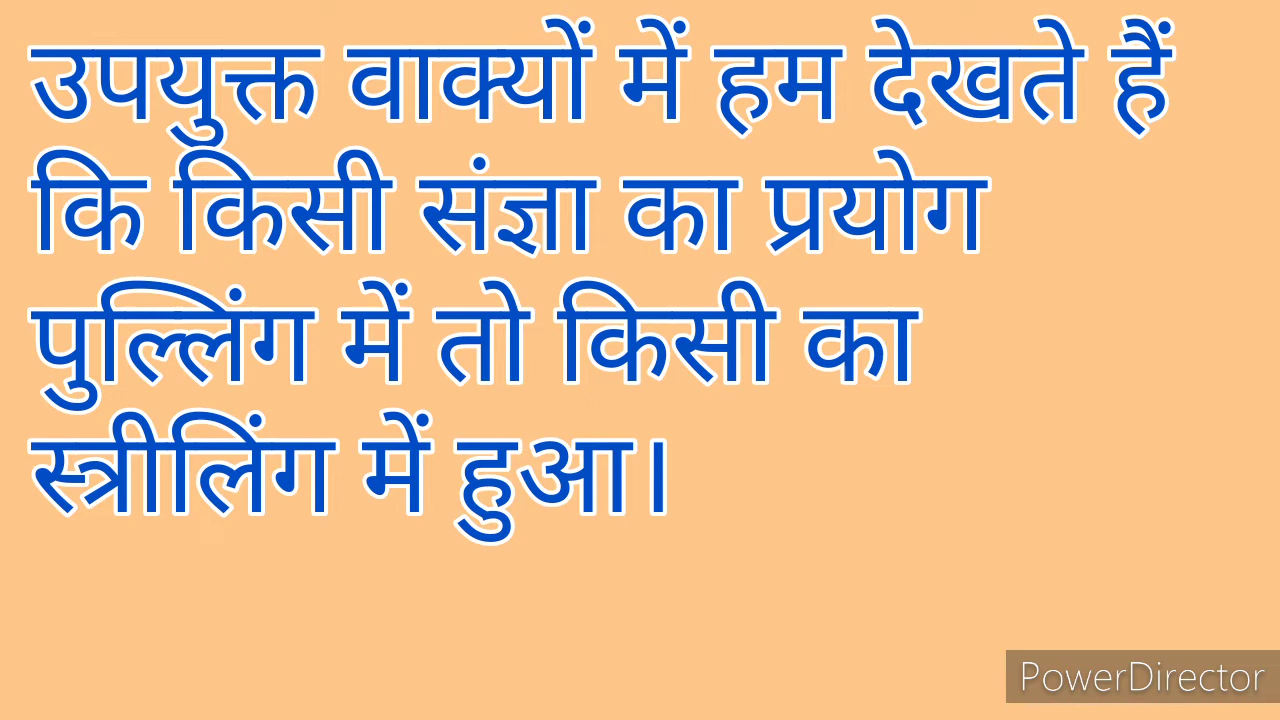 उपयुक्त वाक्यों में हम देखते हैं
कि किसी संज्ञा का प्रयोग
पुल्लिंग में तो किसी का
स्त्रीलिंग में हुआ।
PowerDirector